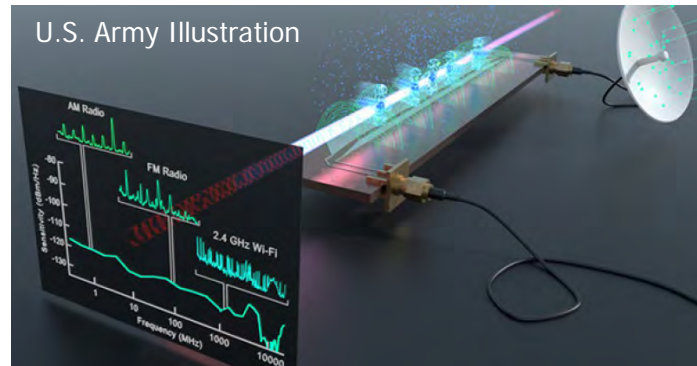 U.S. Army Illustration
AM Radio
FM Radio
2.4 GHz Wi-Fi
Sensitivity (dBm/Hz)
-80
-90
-100
-110
-120
-130
1
10
100
1000
10000
Frequency (MHz)